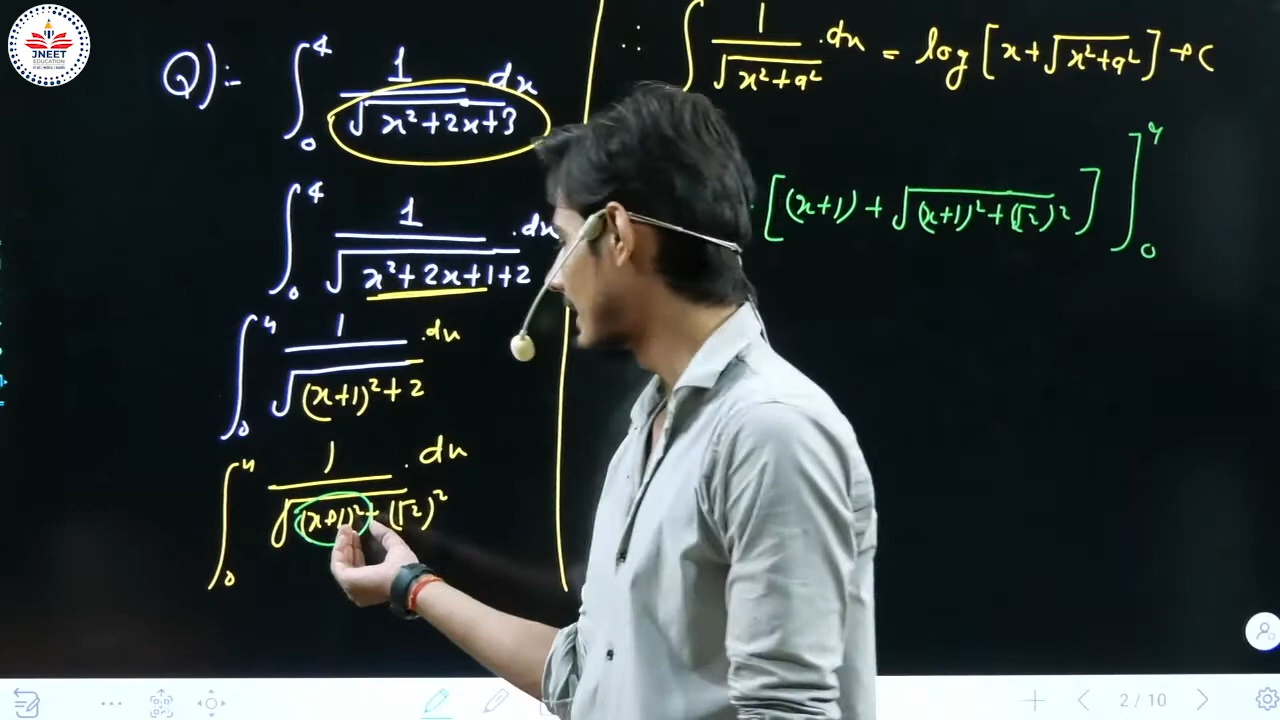 JNEET
EDUCATION
Q):- ∫₀⁴ 1/√(x²+2x+3) dx
∫₀⁴ 1/√(x²+2x+1+2) .dx
∫₀⁴ 1/√((x+1)²+2) .dx
∫₀⁴ 1/√((x+1)²+(√2)²) .dx
∴ ∫ 1/√(x²+a²) .dx = log[x+√(x²+a²)]+C
[(x+1)+√((x+1)²+(√2)²)]]₀⁴
2 / 10